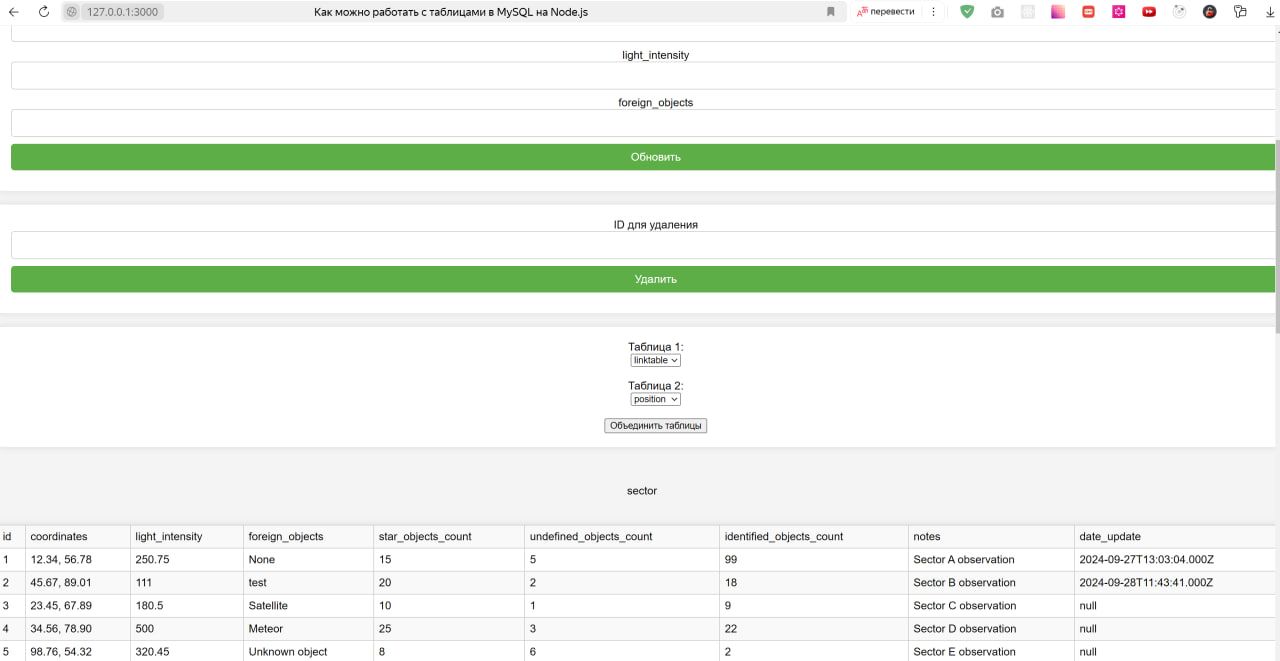 127.0.0.1:3000 Как можно работать с таблицами в MySQL на Node.js перевести
light_intensity
foreign_objects
Обновить
ID для удаления
Удалить
Таблица 1:
linktable
Таблица 2:
position
Объединить таблицы
sector
id coordinates light_intensity foreign_objects star_objects_count undefined_objects_count identified_objects_count notes date_update
1 12.34, 56.78 250.75 None 15 5 99 Sector A observation 2024-09-27T13:03:04.000Z
2 45.67, 89.01 111 test 20 2 18 Sector B observation 2024-09-28T11:43:41.000Z
3 23.45, 67.89 180.5 Satellite 10 1 9 Sector C observation null
4 34.56, 78.90 500 Meteor 25 3 22 Sector D observation null
5 98.76, 54.32 320.45 Unknown object 8 6 2 Sector E observation null